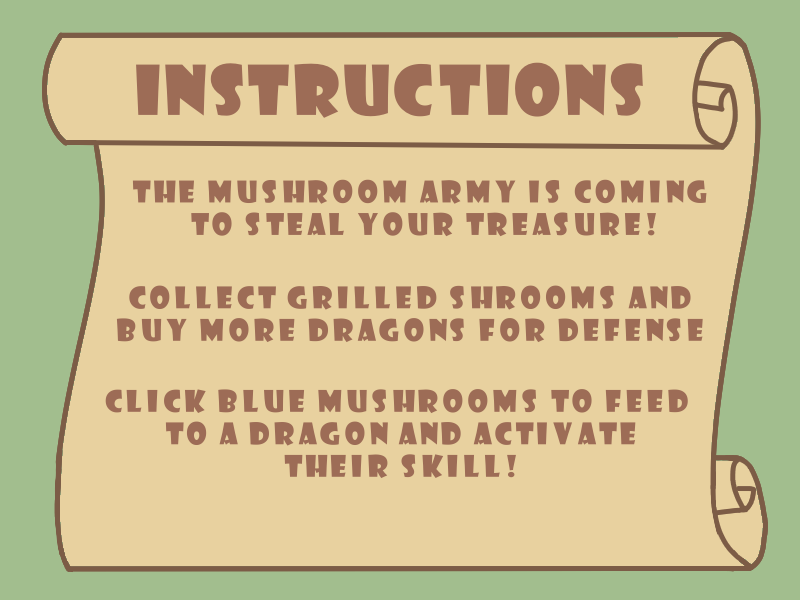 INSTRUCTIONS
THE MUSHROOM ARMY IS COMING
TO STEAL YOUR TREASURE!
COLLECT GRILLED SHROOMS AND
BUY MORE DRAGONS FOR DEFENSE
CLICK BLUE MUSHROOMS TO FEED
TO A DRAGON AND ACTIVATE
THEIR SKILL!